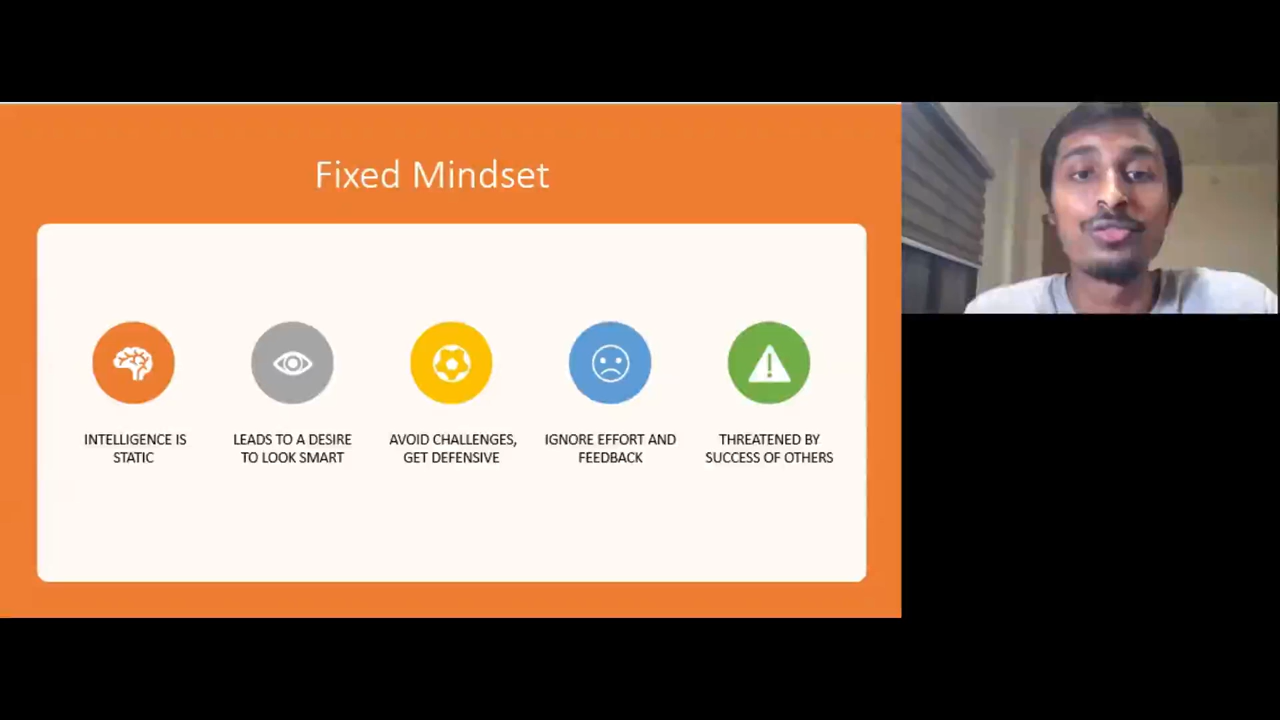 Fixed Mindset
INTELLIGENCE IS
STATIC
LEADS TO A DESIRE
TO LOOK SMART
AVOID CHALLENGES,
GET DEFENSIVE
IGNORE EFFORT AND
FEEDBACK
THREATENED BY
SUCCESS OF OTHERS